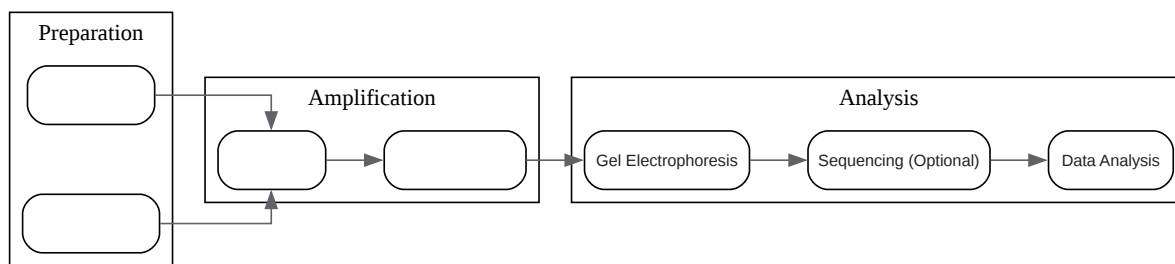 Preparation
Amplification
Analysis
Gel Electrophoresis
Sequencing (Optional)
Data Analysis